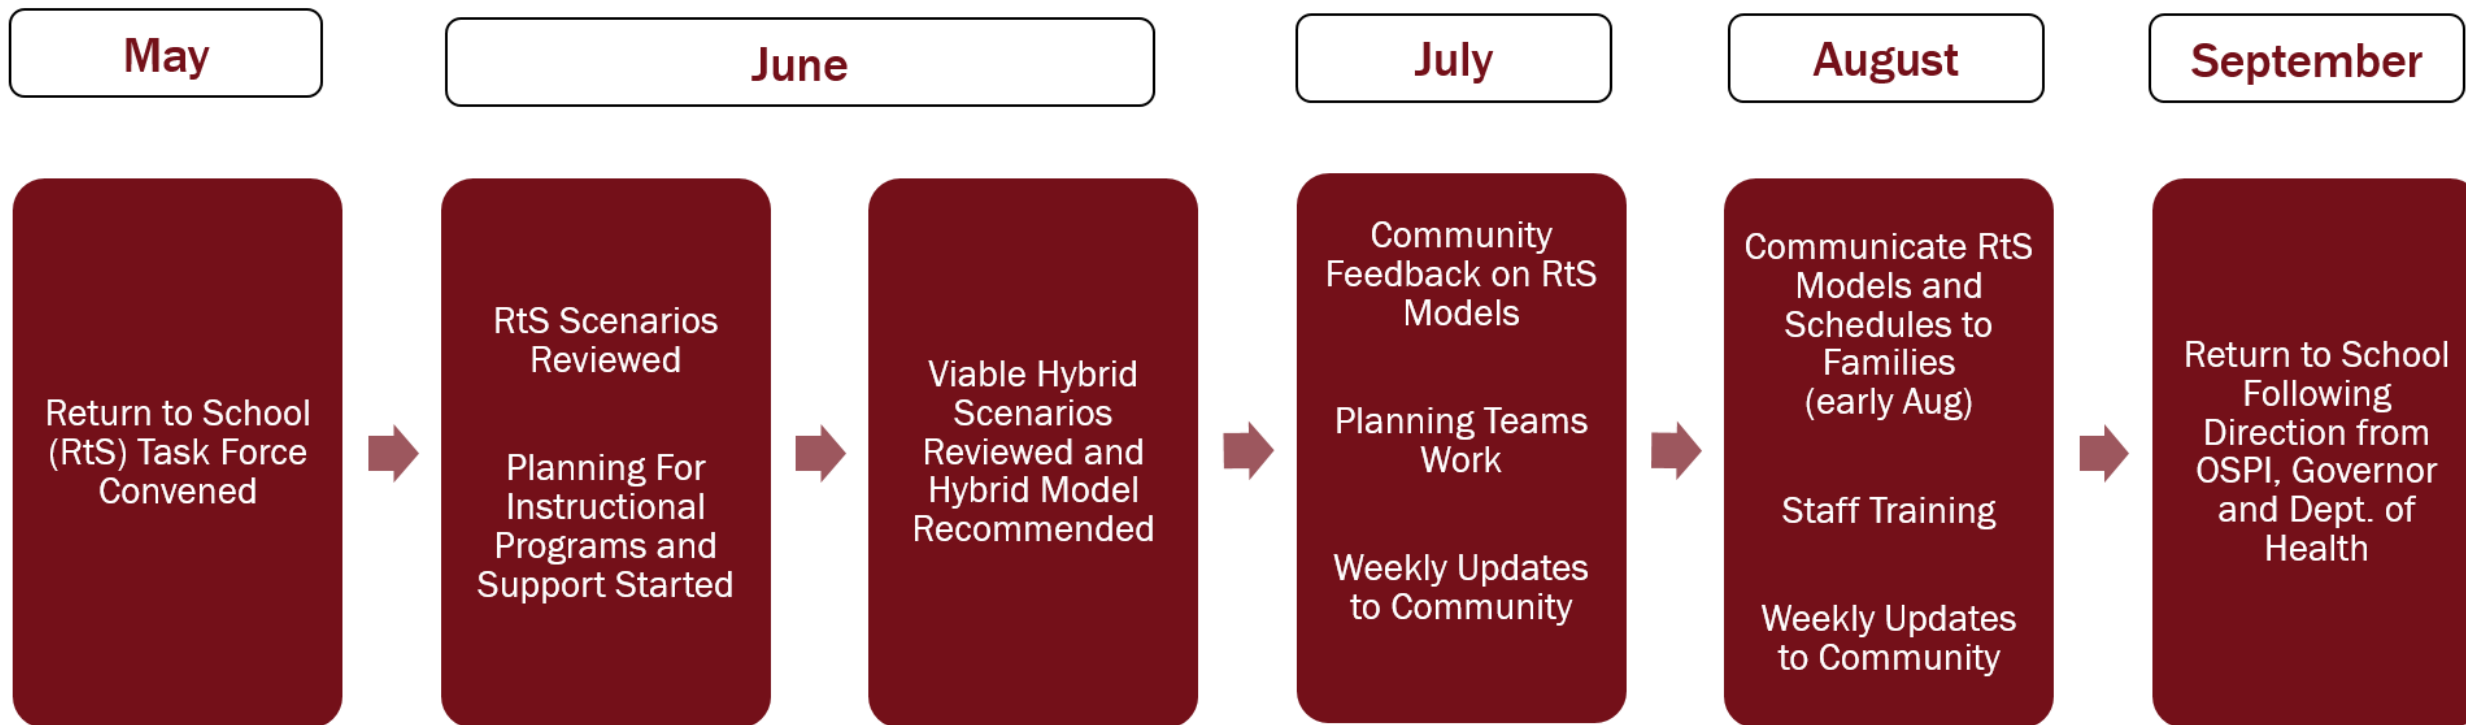 May
June
July
August
September
Return to School
(RtS) Task Force
Convened
RtS Scenarios
Reviewed
Planning For
Instructional
Programs and
Support Started
Viable Hybrid
Scenarios
Reviewed and
Hybrid Model
Recommended
Community
Feedback on RtS
Models
Planning Teams
Work
Weekly Updates
to Community
Communicate RtS
Models and
Schedules to
Families
(early Aug)
Staff Training
Weekly Updates
to Community
Return to School
Following
Direction from
OSPI, Governor
and Dept. of
Health